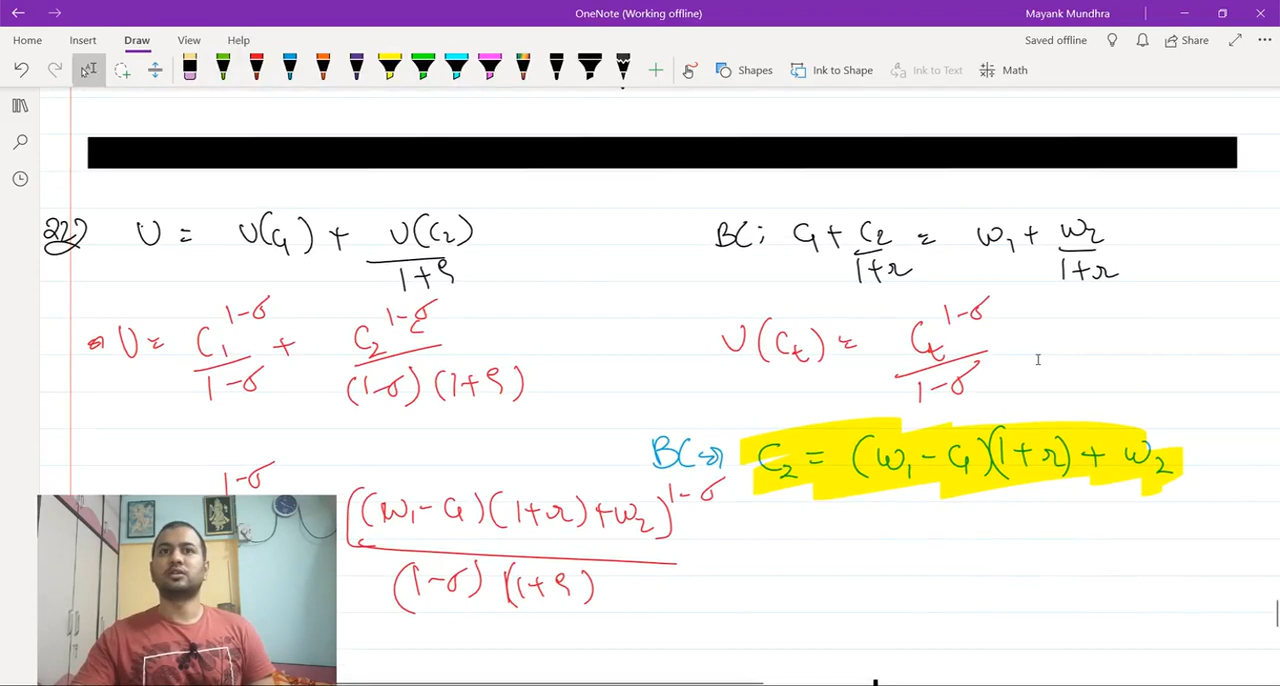 OneNote (Working offline)
Mayank Mundhra
Home Insert Draw View Help
Saved offline
Share
Shapes
Ink to Shape
Ink to Text
Math
22) U = U(C₁) + U(C₂)/(1+ρ)
BC: C₁ + C₂/(1+r) = W₁ + W₂/(1+r)
⇒ U = C₁^(1-σ)/(1-σ) + C₂^(1-σ)/((1-σ)(1+ρ))
U(Cₜ) = Cₜ^(1-σ)/(1-σ)
BC ⇒ C₂ = (W₁ - C₁)(1+r) + W₂
1-σ
[(W₁ - C₁)(1+r) + W₂]^(1-σ)/((1-σ)(1+ρ))